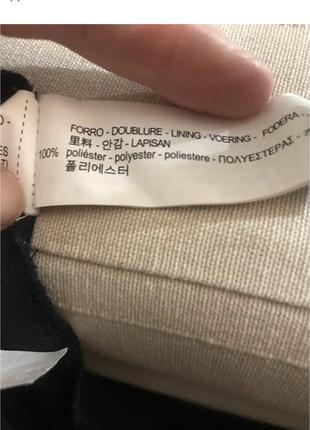 FORRO - DOUBLURE - LINING - VOERING - FODERA -
里料 - 안감 - LAPISAN
100% poliéster - polyester - poliestere - ΠΟΛΥΕΣΤΕΡΑΣ -
폴리에스터